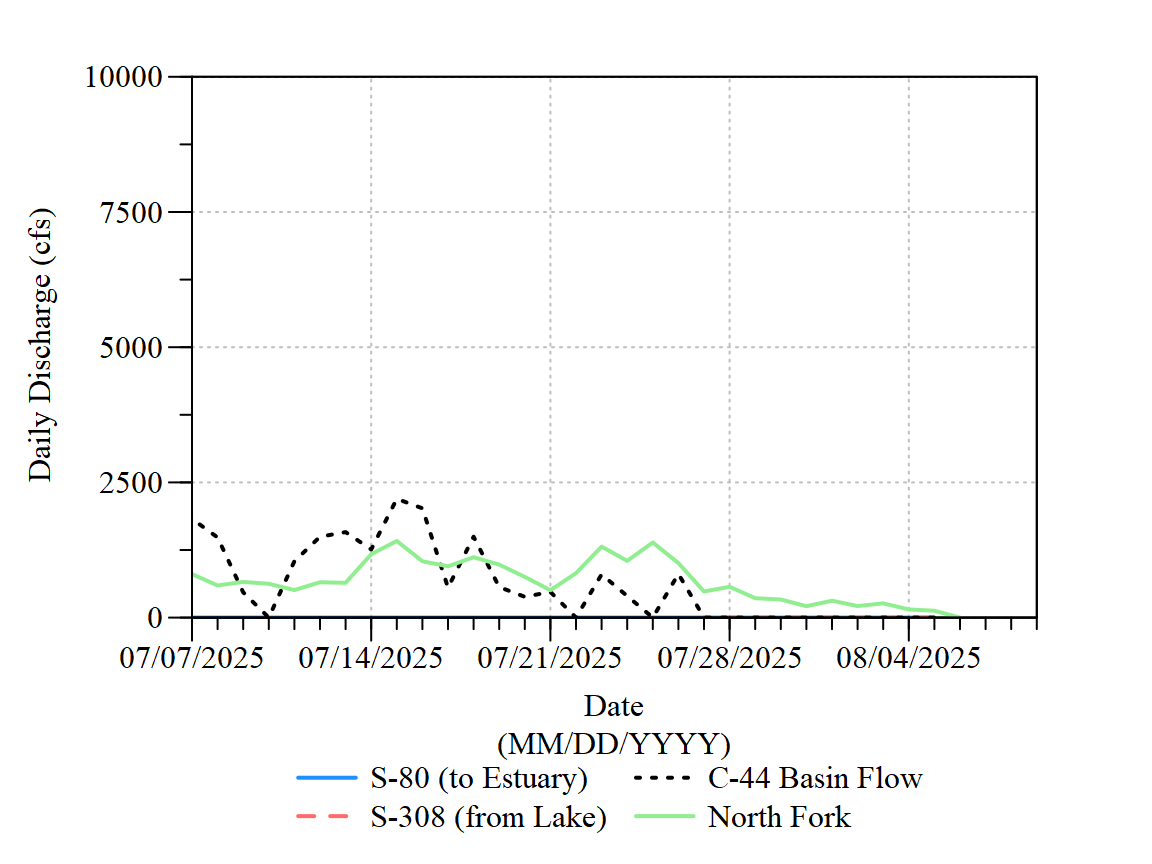 10000
7500
5000
2500
0
Daily Discharge (cfs)
07/07/2025 07/14/2025 07/21/2025 07/28/2025 08/04/2025
Date
(MM/DD/YYYY)
S-80 (to Estuary) C-44 Basin Flow
S-308 (from Lake) North Fork